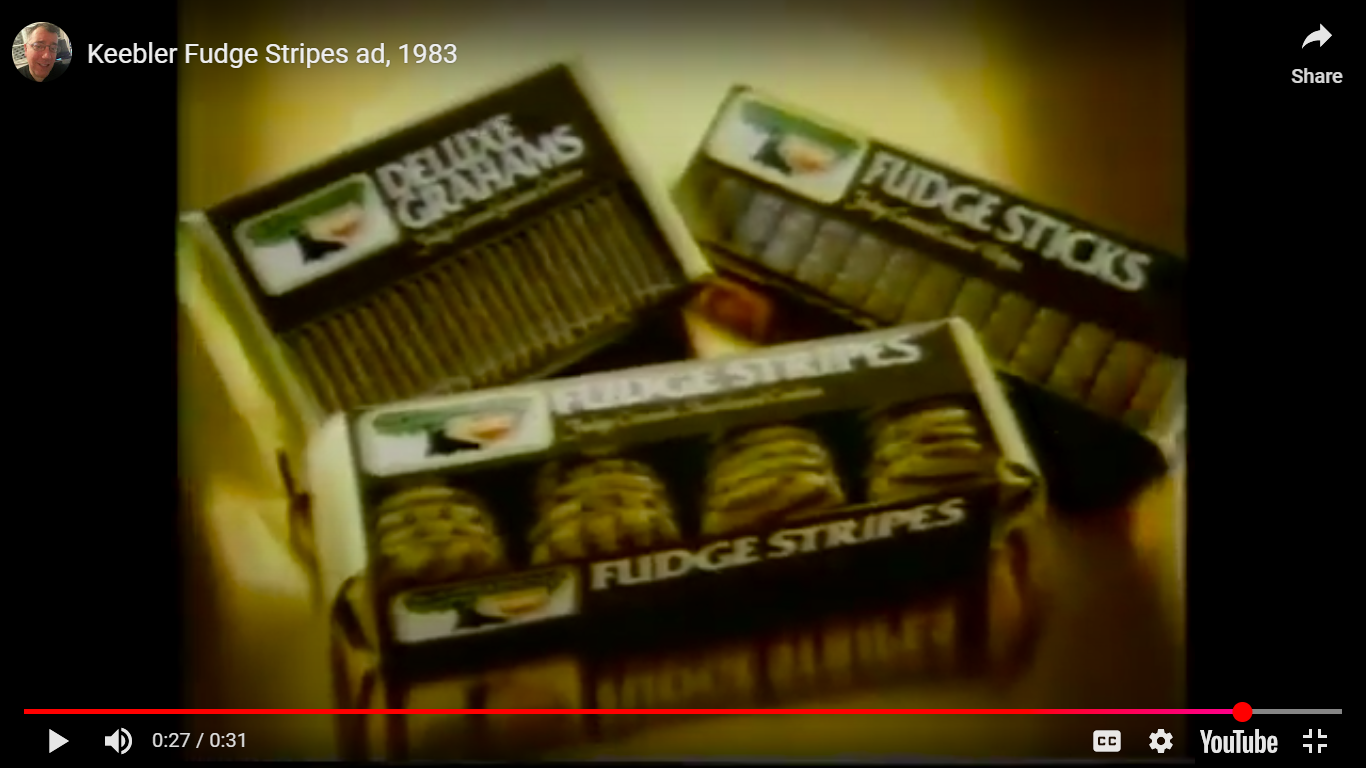 Keebler Fudge Stripes ad, 1983
Share
DELUXE
GRAHAMS
FUDGE STICKS
FUDGE STRIPES
FUDGE STRIPES
0:27 / 0:31
CC
YouTube